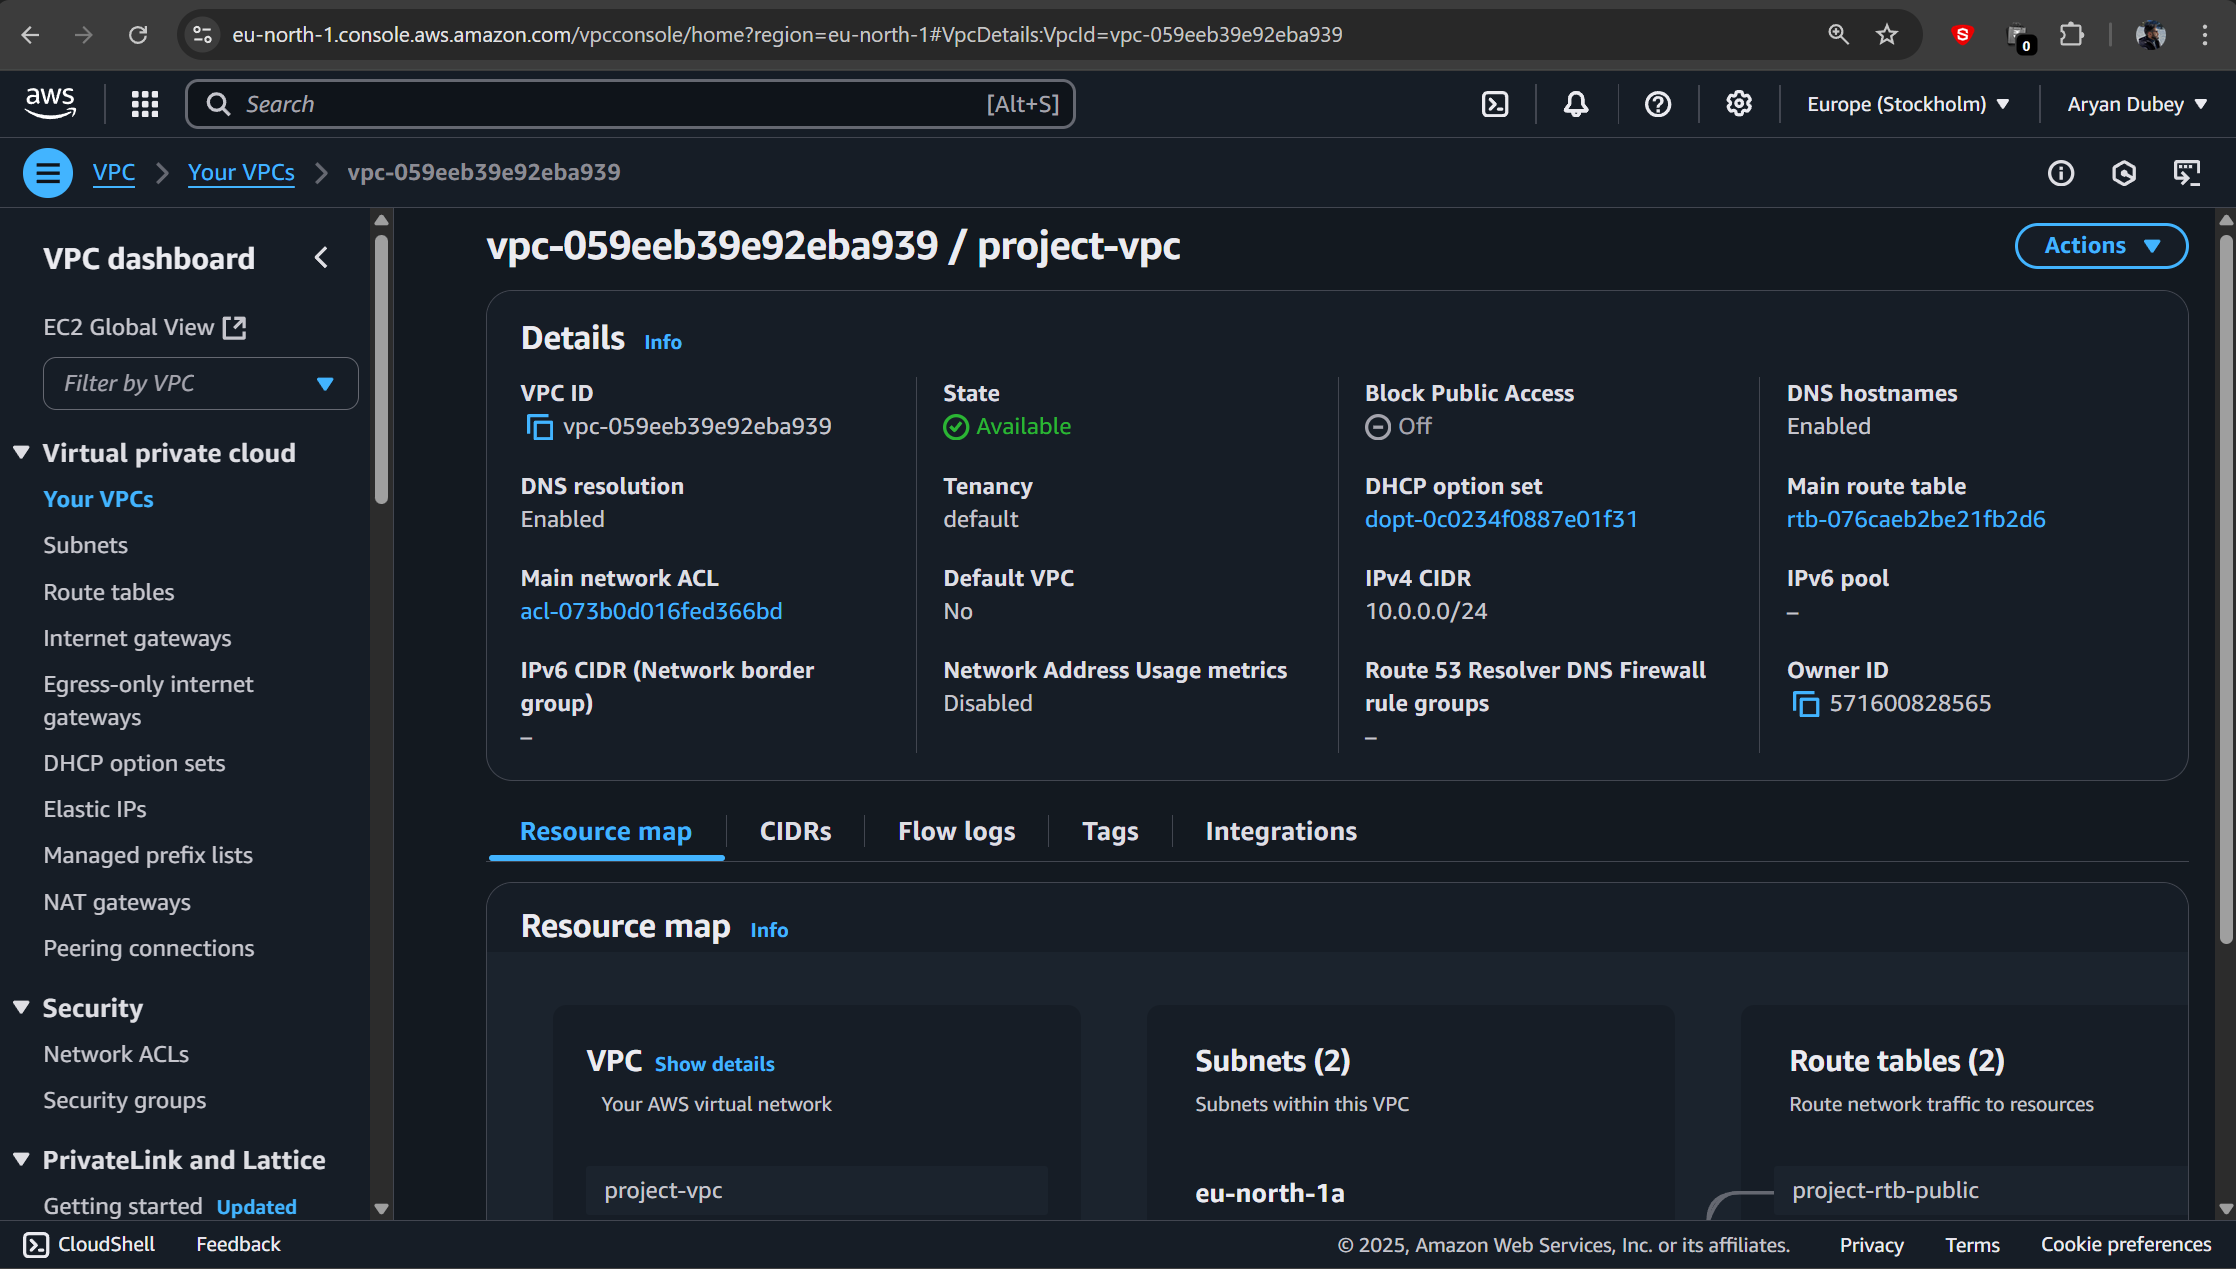 eu-north-1.console.aws.amazon.com/vpcconsole/home?region=eu-north-1#VpcDetails:VpcId=vpc-059eeb39e92eba939
S
0
aws
Search
[Alt+S]
Europe (Stockholm)
Aryan Dubey
VPC
Your VPCs
vpc-059eeb39e92eba939
VPC dashboard
EC2 Global View
Filter by VPC
Virtual private cloud
Your VPCs
Subnets
Route tables
Internet gateways
Egress-only internet
gateways
DHCP option sets
Elastic IPs
Managed prefix lists
NAT gateways
Peering connections
Security
Network ACLs
Security groups
PrivateLink and Lattice
Getting started Updated
vpc-059eeb39e92eba939 / project-vpc
Actions
Details Info
VPC ID
vpc-059eeb39e92eba939
State
Available
Block Public Access
Off
DNS hostnames
Enabled
DNS resolution
Enabled
Tenancy
default
DHCP option set
dopt-0c0234f0887e01f31
Main route table
rtb-076caeb2be21fb2d6
Main network ACL
acl-073b0d016fed366bd
Default VPC
No
IPv4 CIDR
10.0.0.0/24
IPv6 pool
–
IPv6 CIDR (Network border
group)
–
Network Address Usage metrics
Disabled
Route 53 Resolver DNS Firewall
rule groups
–
Owner ID
571600828565
Resource map
CIDRs
Flow logs
Tags
Integrations
Resource map Info
VPC Show details
Your AWS virtual network
project-vpc
Subnets (2)
Subnets within this VPC
eu-north-1a
Route tables (2)
Route network traffic to resources
project-rtb-public
CloudShell
Feedback
© 2025, Amazon Web Services, Inc. or its affiliates.
Privacy
Terms
Cookie preferences